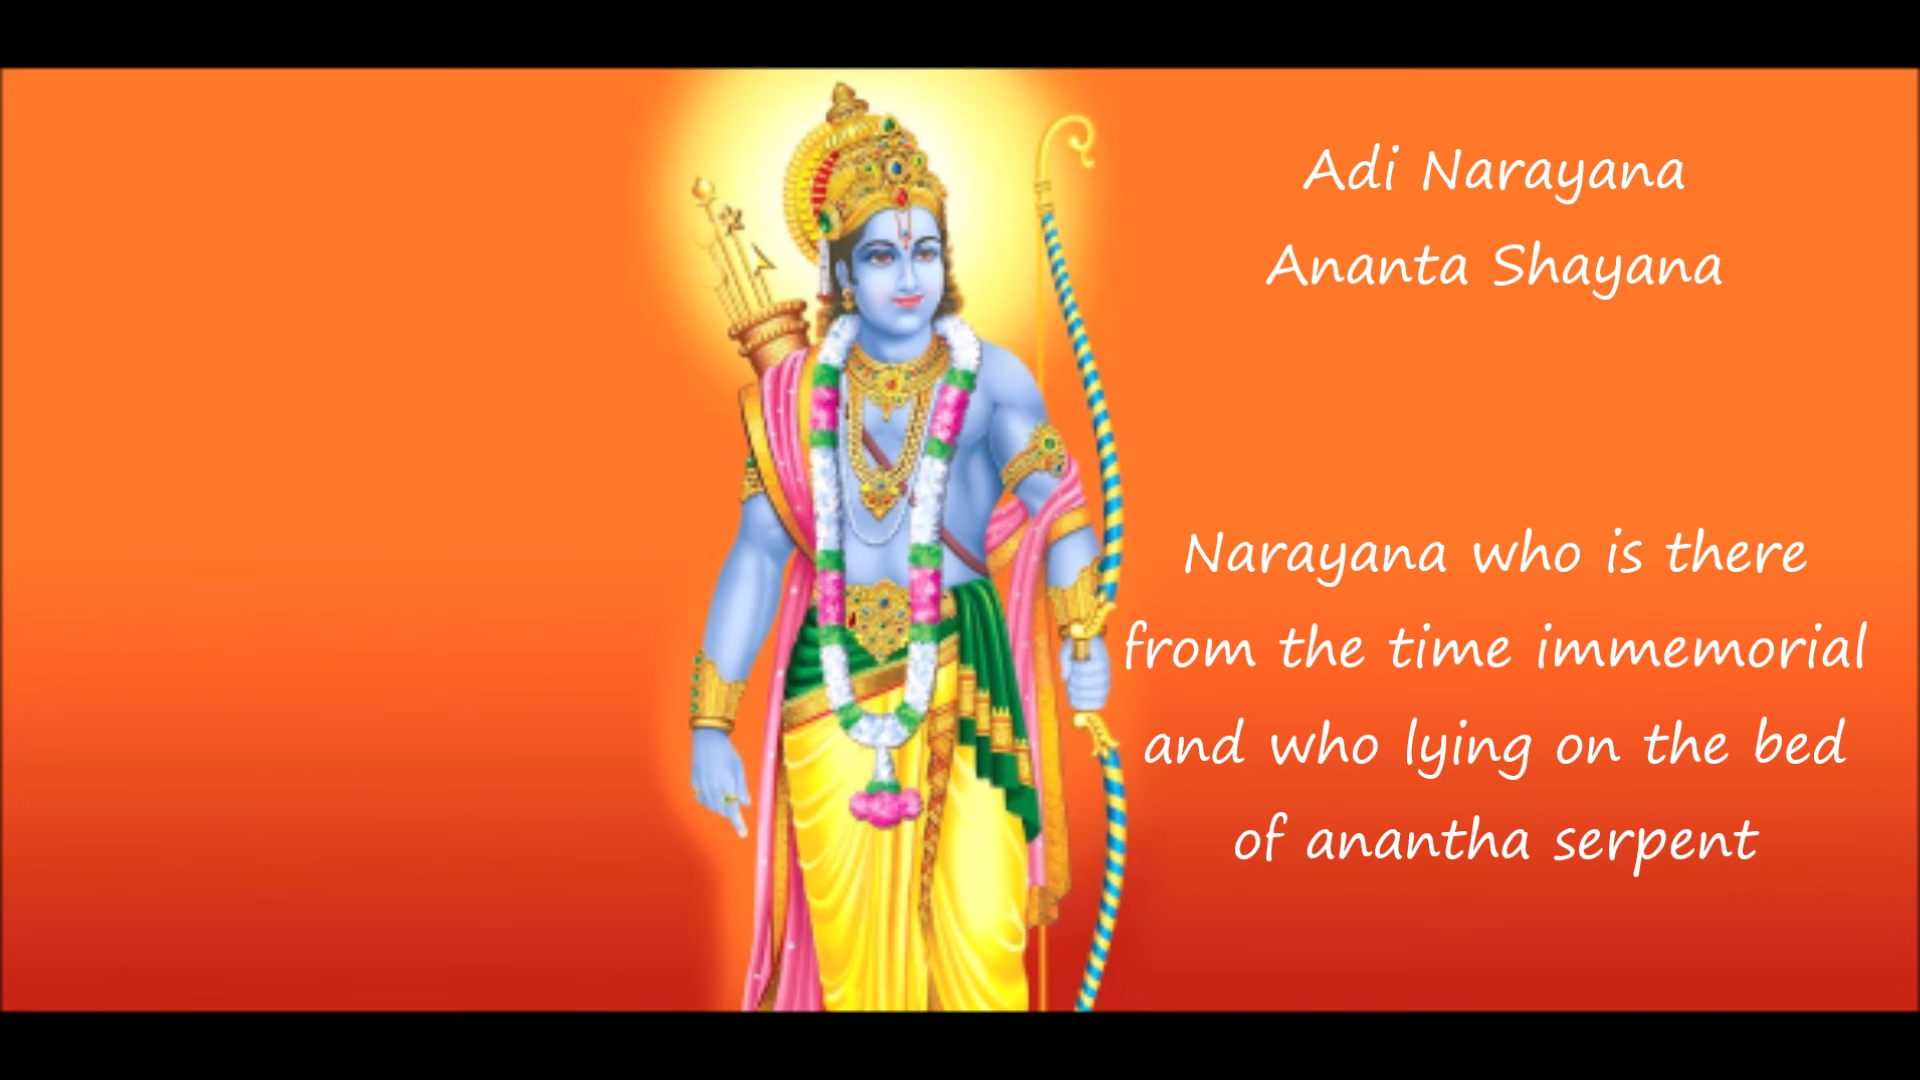 Adi Narayana
Ananta Shayana
Narayana who is there
from the time immemorial
and who lying on the bed
of anantha serpent